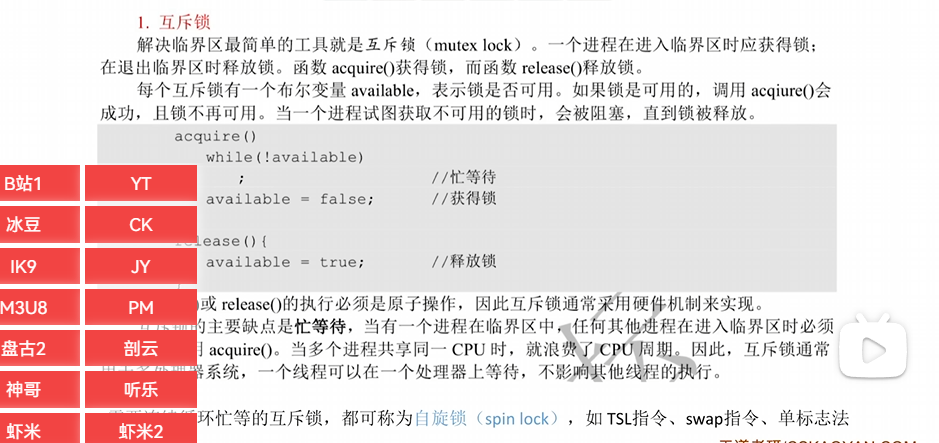 1. 互斥锁
解决临界区最简单的工具就是互斥锁（mutex lock）。一个进程在进入临界区时应获得锁；
在退出临界区时释放锁。函数 acquire()获得锁，而函数 release()释放锁。
每个互斥锁有一个布尔变量 available，表示锁是否可用。如果锁是可用的，调用 acqiure()会
成功，且锁不再可用。当一个进程试图获取不可用的锁时，会被阻塞，直到锁被释放。
acquire()
while(!available)
; //忙等待
available = false; //获得锁
lease(){
available = true; //释放锁
)或 release()的执行必须是原子操作，因此互斥锁通常采用硬件机制来实现。
的主要缺点是忙等待，当有一个进程在临界区中，任何其他进程在进入临界区时必须
acquire()。当多个进程共享同一 CPU 时，就浪费了 CPU 周期。因此，互斥锁通常
器系统，一个线程可以在一个处理器上等待，不影响其他线程的执行。
环忙等的互斥锁，都可称为自旋锁（spin lock），如 TSL指令、swap指令、单标志法
B站1 YT
冰豆 CK
IK9 JY
M3U8 PM
盘古2 剖云
神哥 听乐
虾米 虾米2